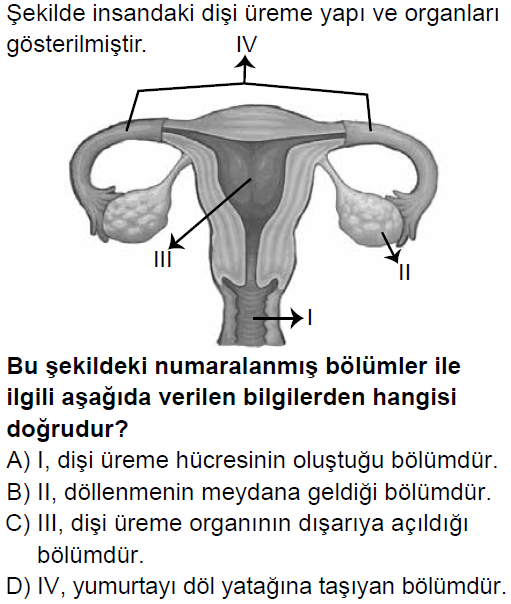 Şekilde insandaki dişi üreme yapı ve organları
gösterilmiştir.
IV
III
II
I
Bu şekildeki numaralanmış bölümler ile
ilgili aşağıda verilen bilgilerden hangisi
doğrudur?
A) I, dişi üreme hücresinin oluştuğu bölümdür.
B) II, döllenmenin meydana geldiği bölümdür.
C) III, dişi üreme organının dışarıya açıldığı
bölümdür.
D) IV, yumurtayı döl yatağına taşıyan bölümdür.